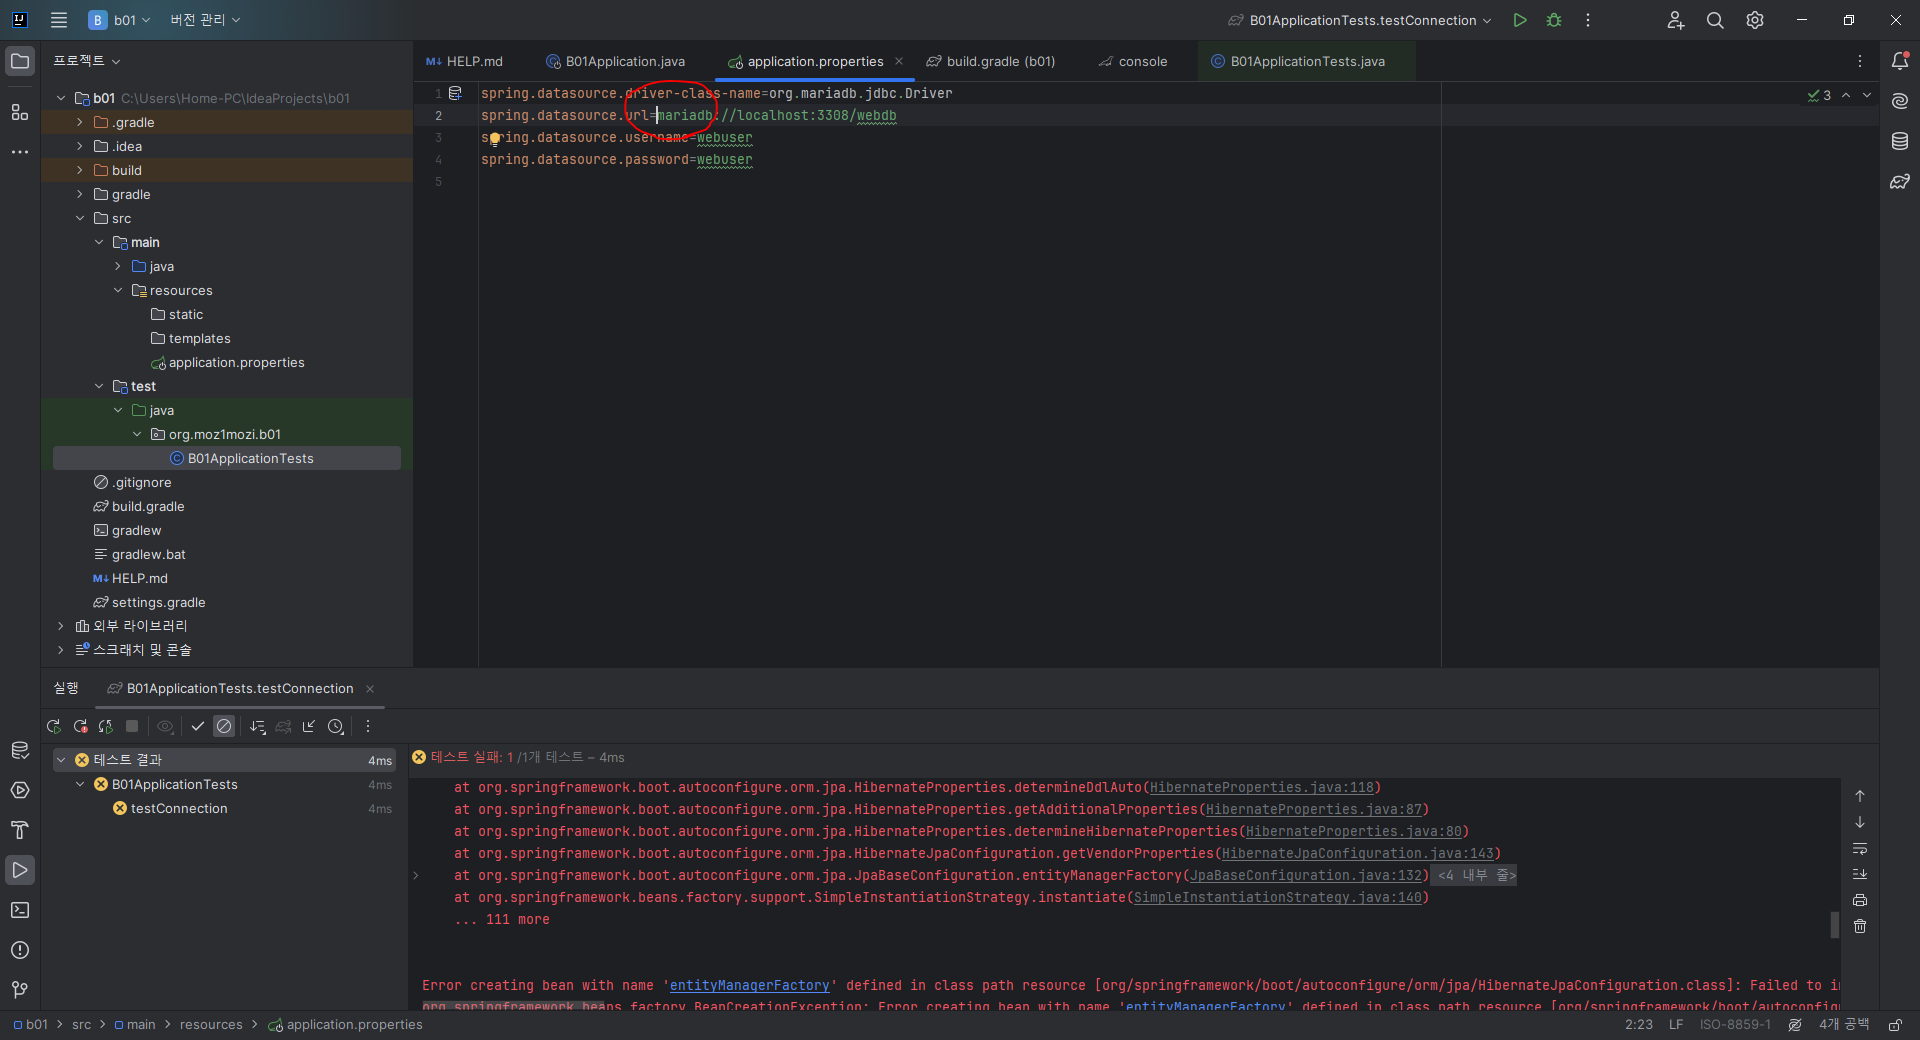 B b01 버전 관리 B01ApplicationTests.testConnection
프로젝트
HELP.md B01Application.java application.properties build.gradle (b01) console B01ApplicationTests.java
b01 C:\Users\Home-PC\IdeaProjects\b01
.gradle
.idea
build
gradle
src
main
java
resources
static
templates
application.properties
test
java
org.moz1mozi.b01
B01ApplicationTests
.gitignore
build.gradle
gradlew
gradlew.bat
HELP.md
settings.gradle
외부 라이브러리
스크래치 및 콘솔
1 spring.datasource.driver-class-name=org.mariadb.jdbc.Driver
2 spring.datasource.url=mariadb://localhost:3308/webdb
3 spring.datasource.username=webuser
4 spring.datasource.password=webuser
5
3
실행 B01ApplicationTests.testConnection
테스트 결과 4ms
B01ApplicationTests 4ms
testConnection 4ms
테스트 실패: 1 /1개 테스트 – 4ms
at org.springframework.boot.autoconfigure.orm.jpa.HibernateProperties.determineDdlAuto(HibernateProperties.java:118)
at org.springframework.boot.autoconfigure.orm.jpa.HibernateProperties.getAdditionalProperties(HibernateProperties.java:87)
at org.springframework.boot.autoconfigure.orm.jpa.HibernateProperties.determineHibernateProperties(HibernateProperties.java:80)
at org.springframework.boot.autoconfigure.orm.jpa.HibernateJpaConfiguration.getVendorProperties(HibernateJpaConfiguration.java:143)
at org.springframework.boot.autoconfigure.orm.jpa.JpaBaseConfiguration.entityManagerFactory(JpaBaseConfiguration.java:132) <4 내부 줄>
at org.springframework.beans.factory.support.SimpleInstantiationStrategy.instantiate(SimpleInstantiationStrategy.java:140)
... 111 more
Error creating bean with name 'entityManagerFactory' defined in class path resource [org/springframework/boot/autoconfigure/orm/jpa/HibernateJpaConfiguration.class]: Failed to i
org.springframework.beans.factory.BeanCreationException: Error creating bean with name 'entityManagerFactory' defined in class path resource [org/springframework/boot/autoconfigu
b01 > src > main > resources > application.properties 2:23 LF ISO-8859-1 4개 공백